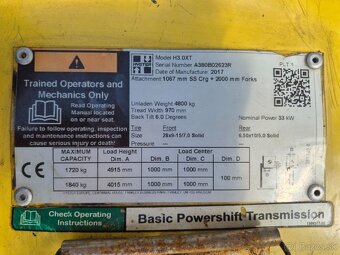 HYSTER
Model H3.0XT
Serial Number A380B02623R
Date of Manufacture 2017
Attachment 1067 mm SS Crg + 2000 mm Forks
PLT 1
Trained Operators and
Mechanics Only
Read Operating
Manual located
on or near seat.
Failure to follow operating, inspection
and maintenance instructions can
cause serious injury or death!
Unladen Weight 4800 kg
Tread Width 970 mm
Back Tilt 6.0 Degrees
Nominal Power 33 kW
Tire Front Rear
28x9-15/7.0 Solid 6.50x10/5.0 Solid
Pressure
MAXIMUM Load Height Load Center
CAPACITY Dim. A Dim. B Dim. C Dim. D
1720 kg 4915 mm 1000 mm 1000 mm 100 mm
1840 kg 4015 mm 1000 mm 1000 mm
CE
Check Operating
Instructions
Basic Powershift Transmission